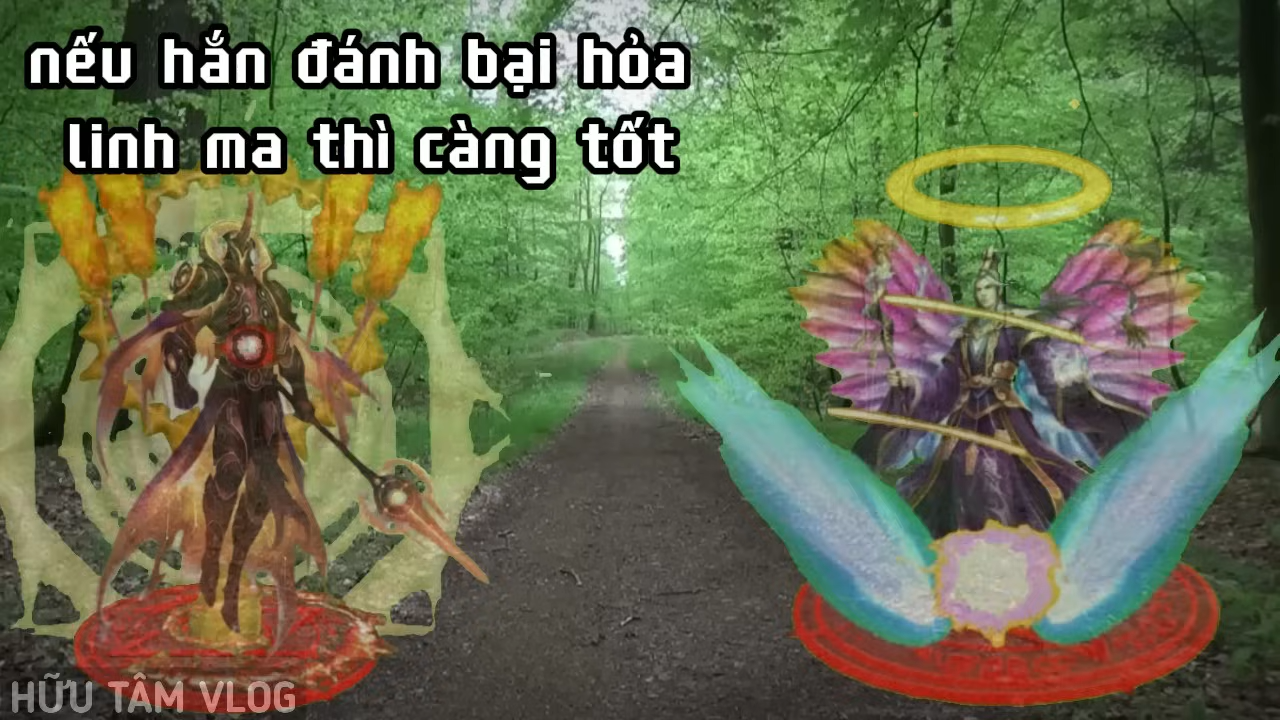 nếu hắn đánh bại hỏa
linh ma thì càng tốt
HỮU TÂM VLOG